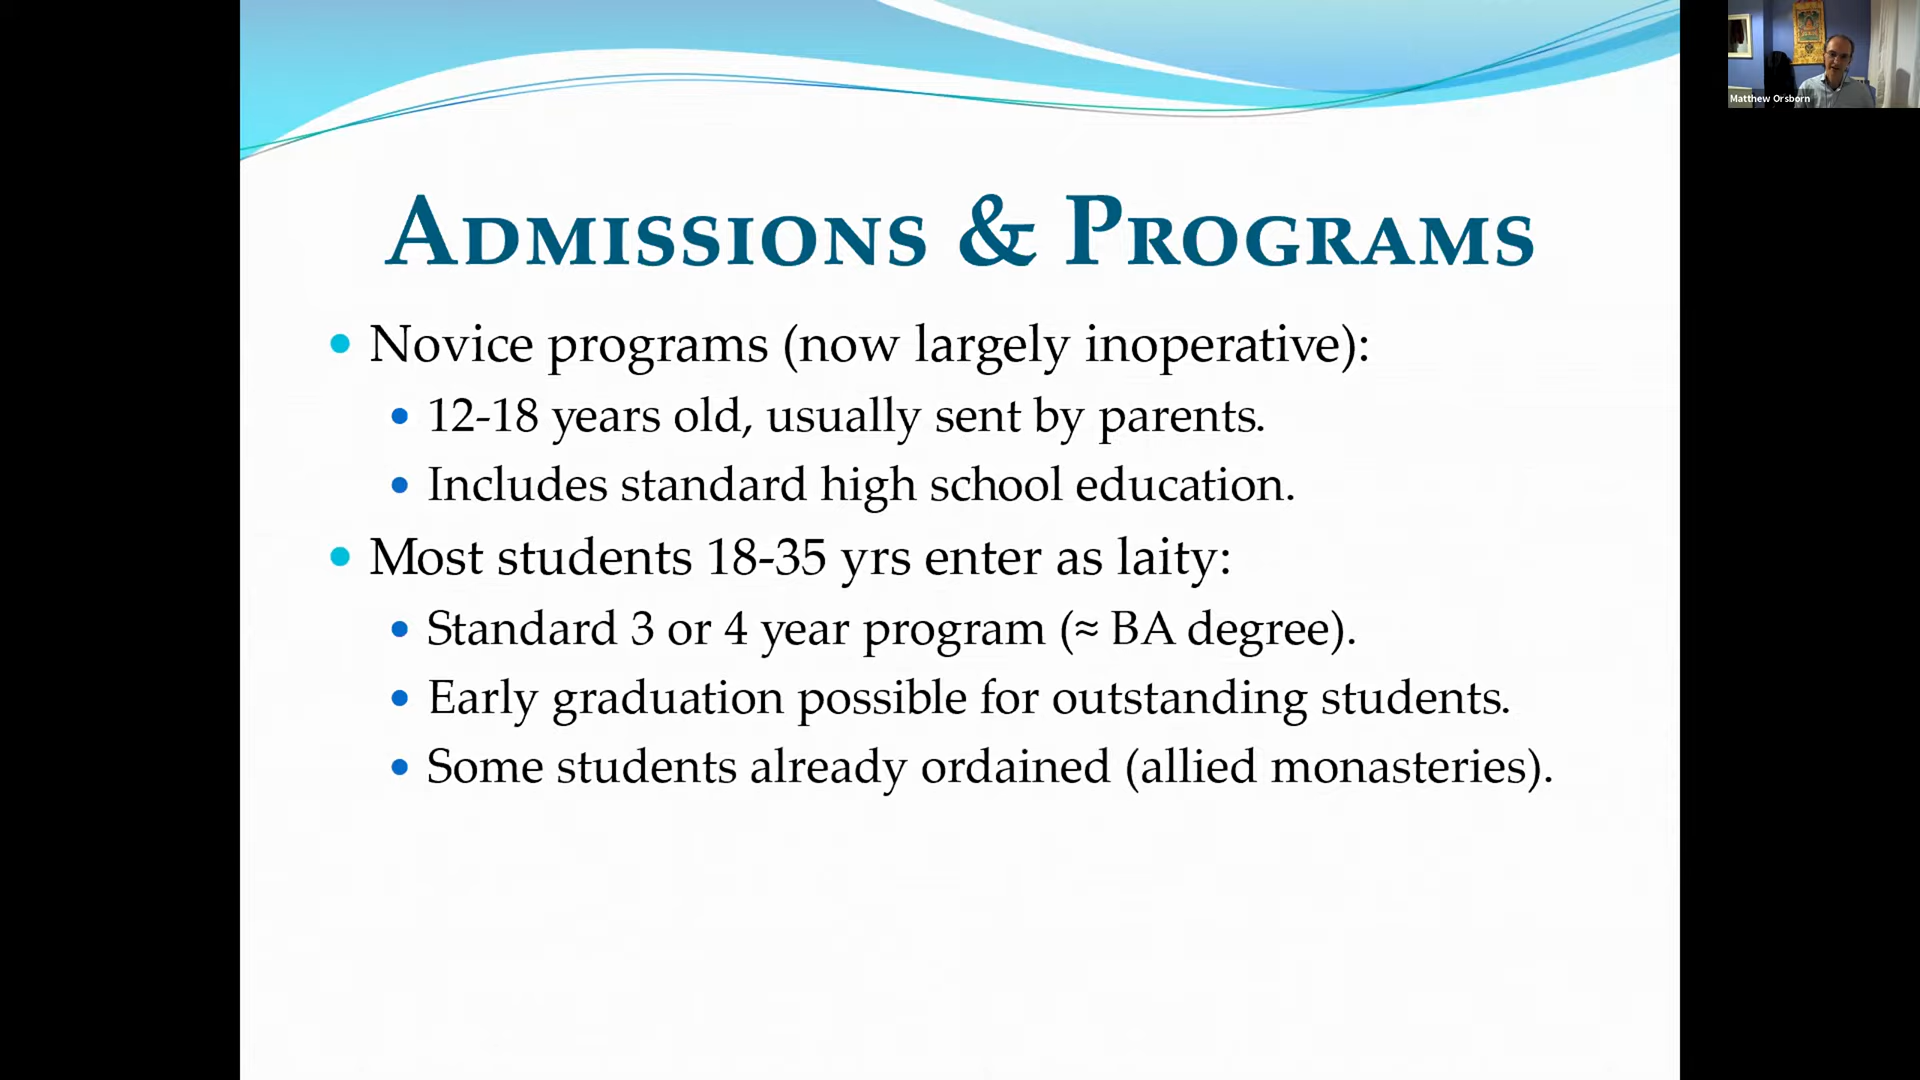 Matthew Orsborn
ADMISSIONS & PROGRAMS
• Novice programs (now largely inoperative):
• 12-18 years old, usually sent by parents.
• Includes standard high school education.
• Most students 18-35 yrs enter as laity:
• Standard 3 or 4 year program (≈ BA degree).
• Early graduation possible for outstanding students.
• Some students already ordained (allied monasteries).